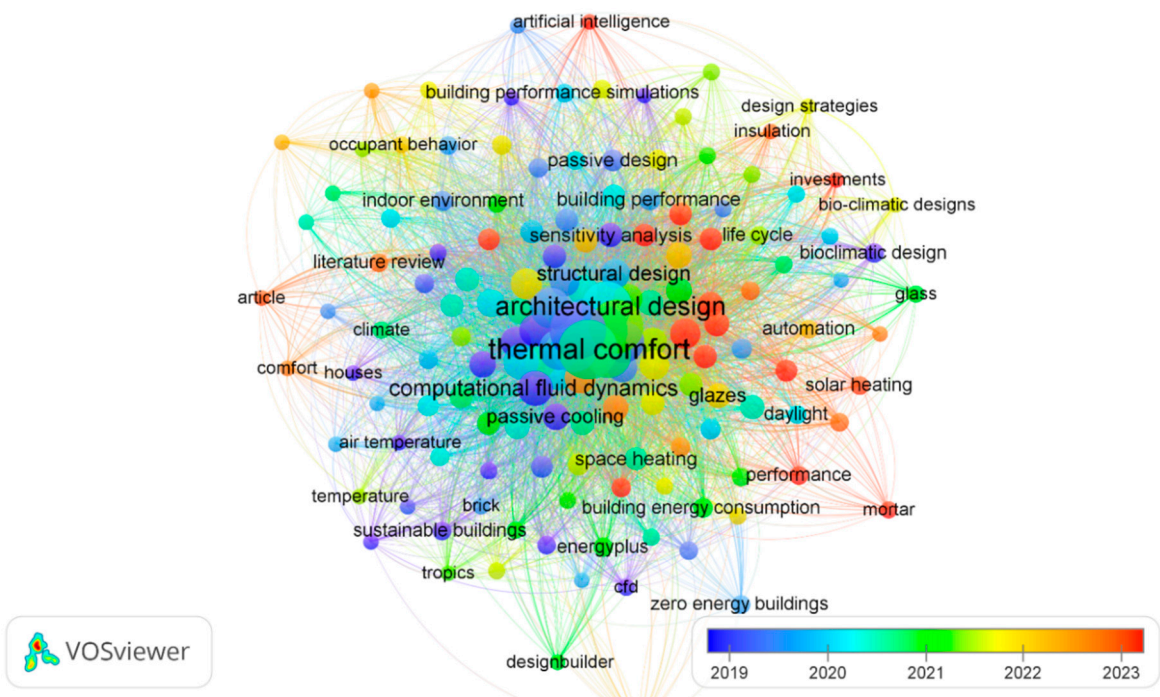 artificial intelligence
building performance simulations
design strategies
insulation
occupant behavior
passive design
investments
indoor environment
building performance
bio-climatic designs
sensitivity analysis
life cycle
bioclimatic design
literature review
structural design
article
glass
architectural design
climate
automation
thermal comfort
comfort
houses
computational fluid dynamics
solar heating
glazes
passive cooling
daylight
air temperature
space heating
performance
temperature
brick
building energy consumption
mortar
sustainable buildings
energyplus
tropics
cfd
zero energy buildings
designbuilder
VOSviewer
2019 2020 2021 2022 2023